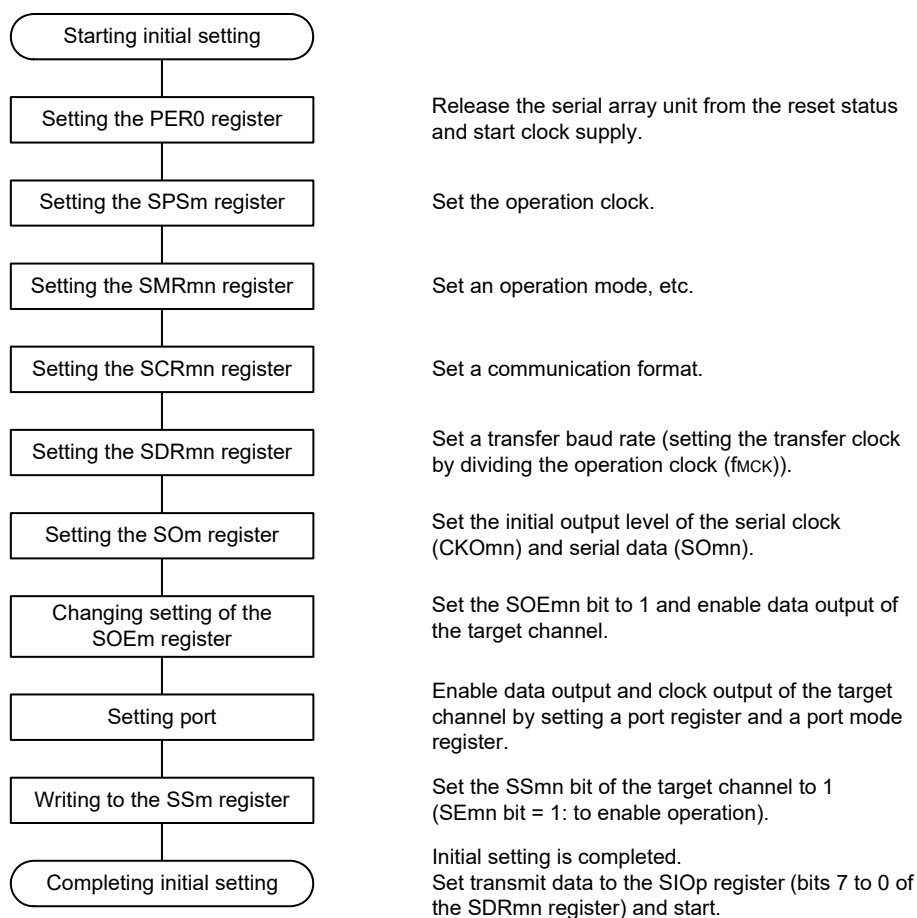 Starting initial setting
Setting the PER0 register
Release the serial array unit from the reset status
and start clock supply.
Setting the SPSm register
Set the operation clock.
Setting the SMRmn register
Set an operation mode, etc.
Setting the SCRmn register
Set a communication format.
Setting the SDRmn register
Set a transfer baud rate (setting the transfer clock
by dividing the operation clock (fMCK)).
Setting the SOm register
Set the initial output level of the serial clock
(CKOmn) and serial data (SOmn).
Changing setting of the
SOEm register
Set the SOEmn bit to 1 and enable data output of
the target channel.
Setting port
Enable data output and clock output of the target
channel by setting a port register and a port mode
register.
Writing to the SSm register
Set the SSmn bit of the target channel to 1
(SEmn bit = 1: to enable operation).
Completing initial setting
Initial setting is completed.
Set transmit data to the SIOp register (bits 7 to 0 of
the SDRmn register) and start.